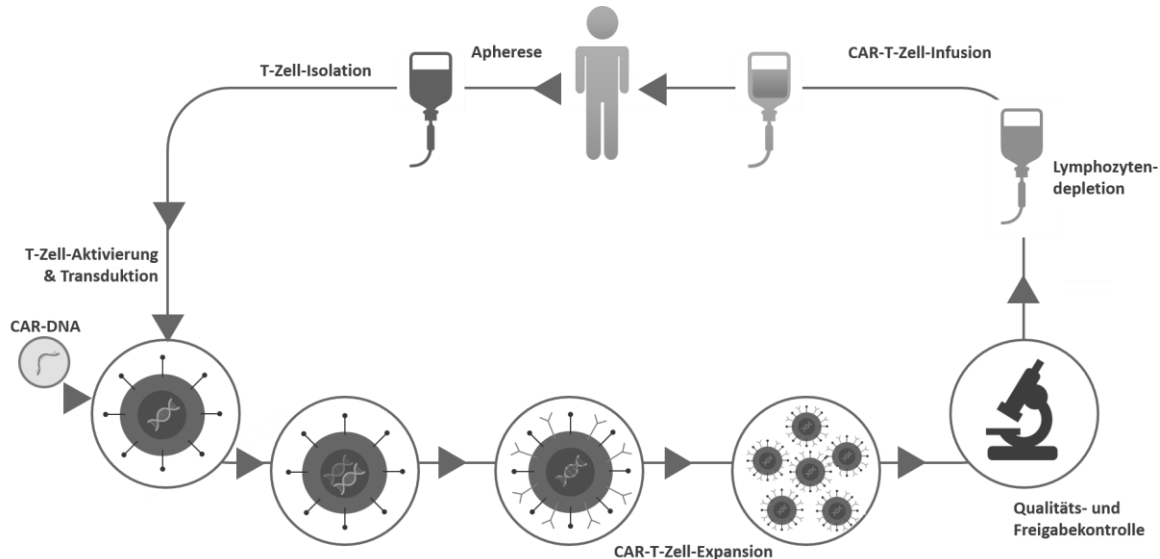 Apherese
T-Zell-Isolation
CAR-T-Zell-Infusion
Lymphozyten-
depletion
T-Zell-Aktivierung
& Transduktion
CAR-DNA
Qualitäts- und
Freigabekontrolle
CAR-T-Zell-Expansion